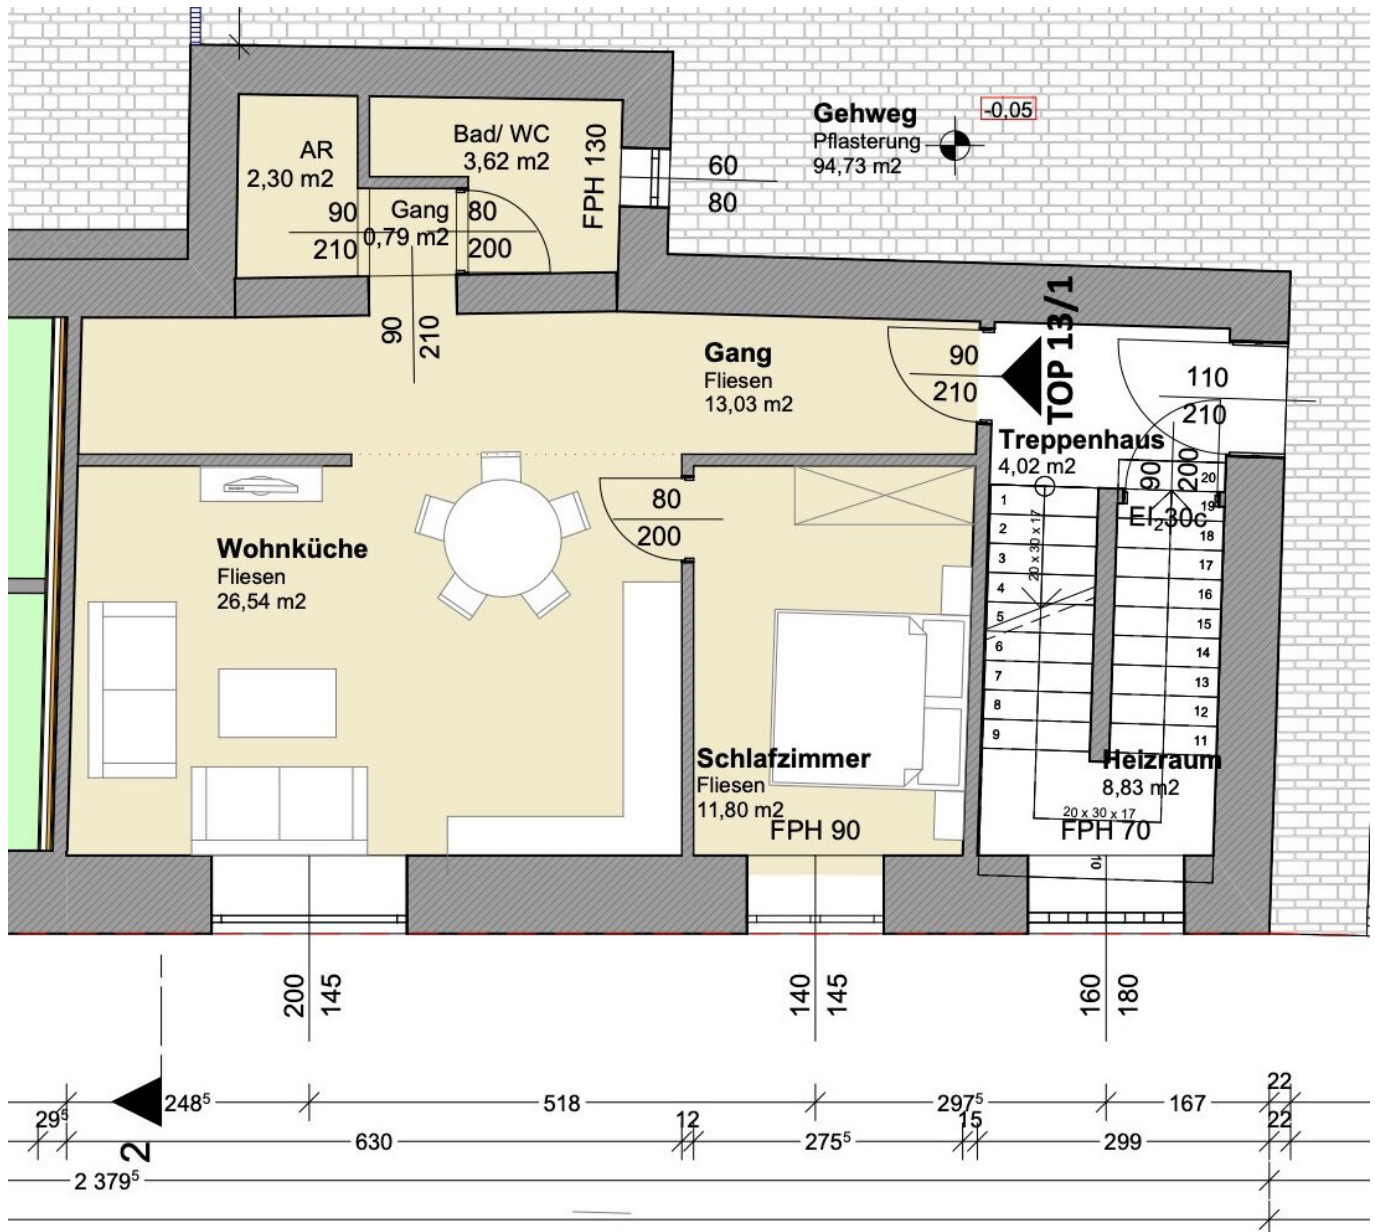 Gehweg
Pflasterung
94,73 m2
-0,05
AR
2,30 m2
Bad/ WC
3,62 m2
FPH 130
60
80
90
210
Gang
0,79 m2
80
200
90
210
Gang
Fliesen
13,03 m2
90
210
TOP 13/1
110
210
Treppenhaus
4,02 m2
90
200
EI₂30c
Wohnküche
Fliesen
26,54 m2
80
200
1
2
3
4
5
6
7
8
9
20 x 30 x 17
20
19
18
17
16
15
14
13
12
11
10
Schlafzimmer
Fliesen
11,80 m2
FPH 90
Heizraum
8,83 m2
20 x 30 x 17
FPH 70
200
145
140
145
160
180
248⁵
518
297⁵
167
22
29⁵
630
12
275⁵
15
299
22
2
2 379⁵